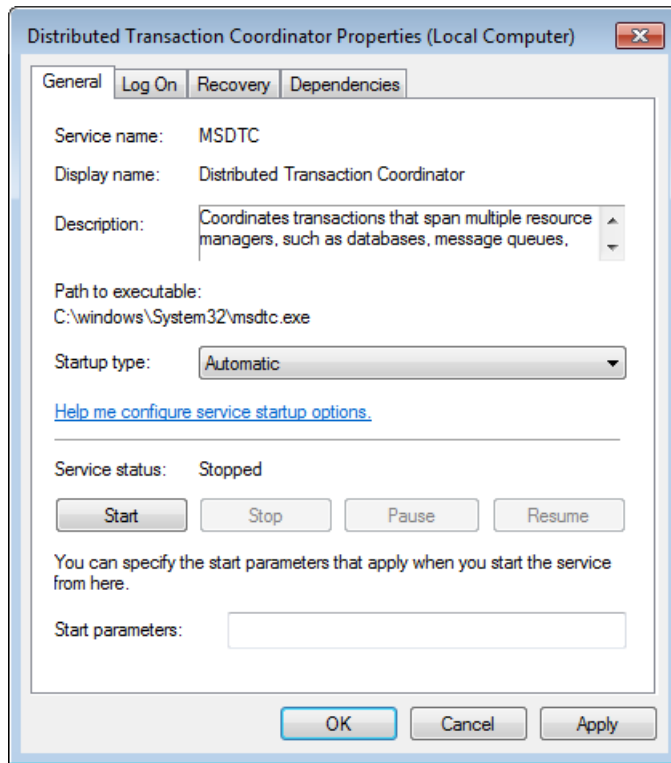 Distributed Transaction Coordinator Properties (Local Computer)
General Log On Recovery Dependencies
Service name: MSDTC
Display name: Distributed Transaction Coordinator
Description: Coordinates transactions that span multiple resource
managers, such as databases, message queues,
Path to executable:
C:\windows\System32\msdtc.exe
Startup type: Automatic
Help me configure service startup options.
Service status: Stopped
Start Stop Pause Resume
You can specify the start parameters that apply when you start the service
from here.
Start parameters:
OK Cancel Apply